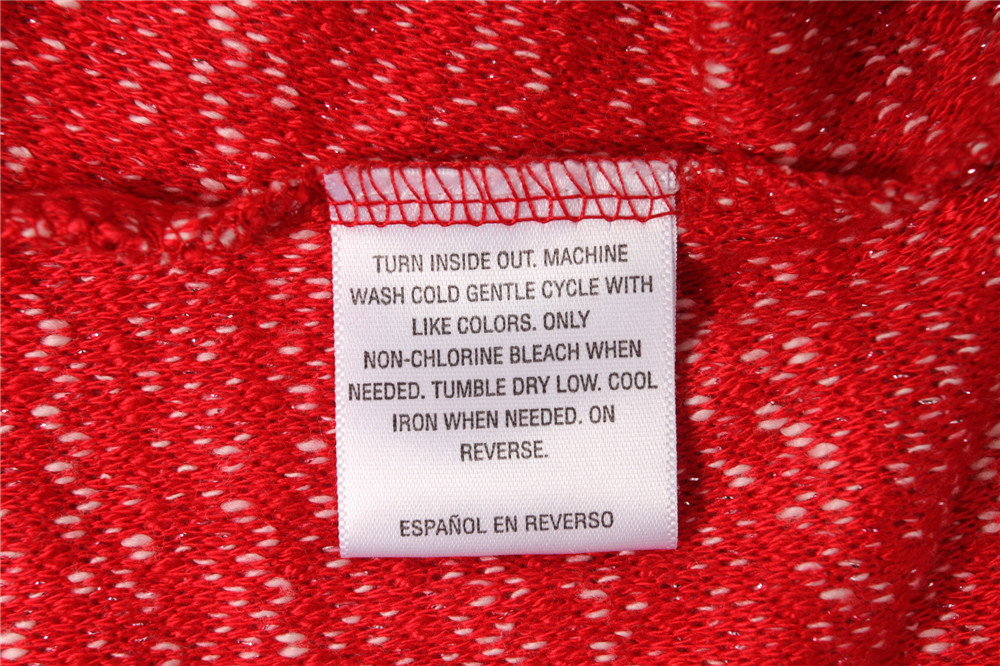 TURN INSIDE OUT. MACHINE
WASH COLD GENTLE CYCLE WITH
LIKE COLORS. ONLY
NON-CHLORINE BLEACH WHEN
NEEDED. TUMBLE DRY LOW. COOL
IRON WHEN NEEDED. ON
REVERSE.
ESPAÑOL EN REVERSO